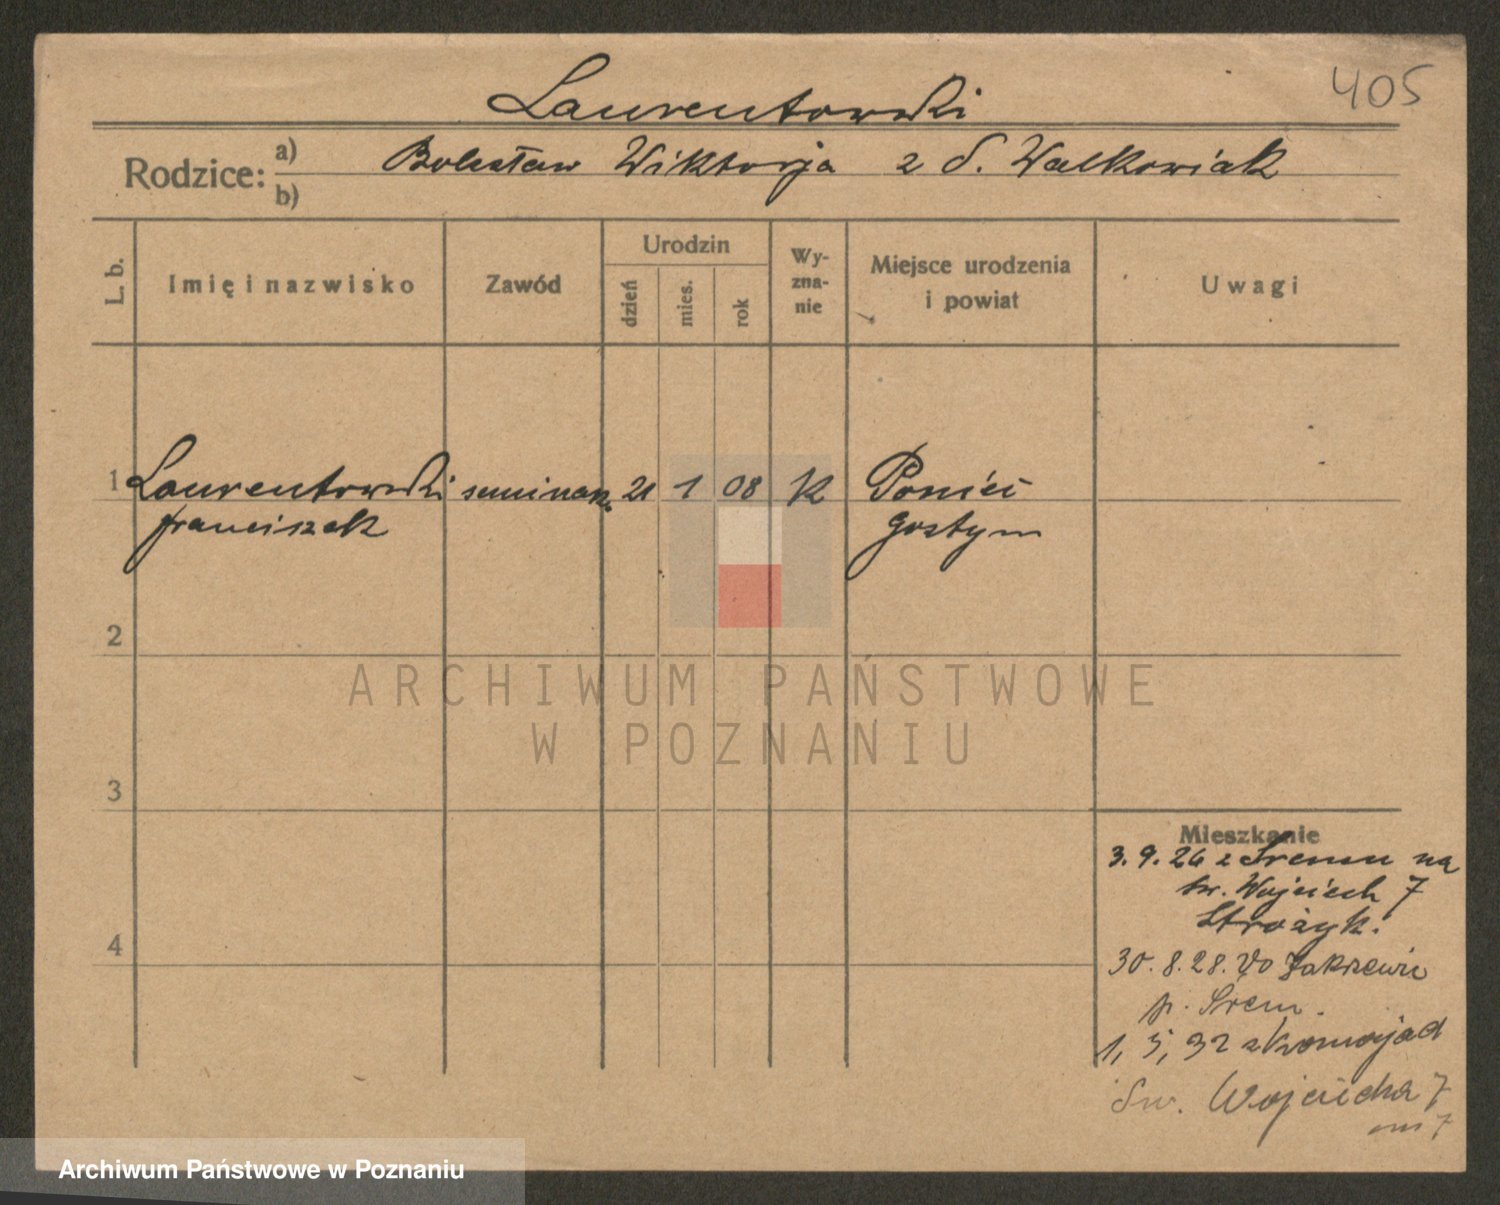 405
Laurentowski
Rodzice: a) Bolesław Wiktorja z d. Walkowiak
b)
L. b.
Imię i nazwisko
Zawód
Urodzin
dzień
mies.
rok
Wy-
zna-
nie
Miejsce urodzenia
i powiat
Uwagi
1 Laurentowski seminar. 21 1 08 K Poniec
Franciszek Gostyn
2
3
4
Mieszkanie
3. 9. 26 z Śremu na
św. Wojciech 7
Stróżyk.
30. 8. 28. do Zakrzewic
p. Śrem.
1, 5, 32 z
Św. Wojciecha 7
m 7
ARCHIWUM PAŃSTWOWE
W POZNANIU
Archiwum Państwowe w Poznaniu